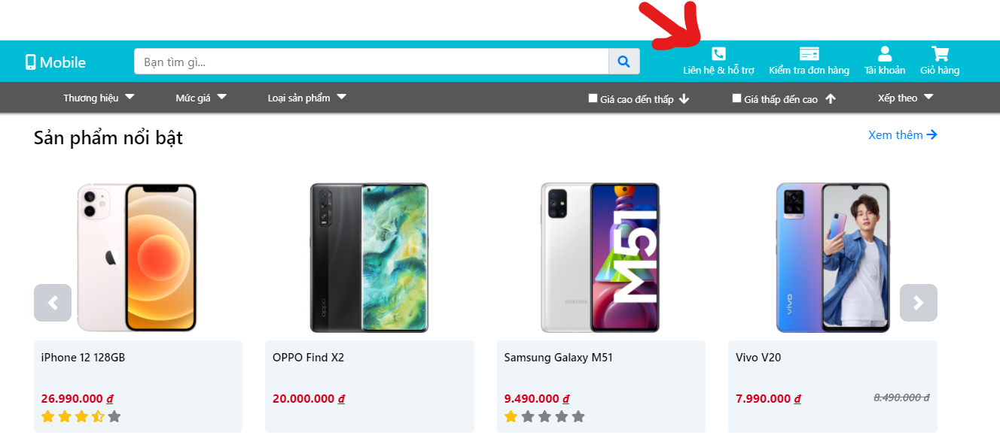 Mobile
Bạn tìm gì...
Liên hệ & hỗ trợ
Kiểm tra đơn hàng
Tài khoản
Giỏ hàng
Thương hiệu
Mức giá
Loại sản phẩm
Giá cao đến thấp
Giá thấp đến cao
Xếp theo
Sản phẩm nổi bật
Xem thêm
oppo
SAMSUNG
M51
vivo
iPhone 12 128GB
OPPO Find X2
Samsung Galaxy M51
Vivo V20
26.990.000 đ
20.000.000 đ
9.490.000 đ
7.990.000 đ
8.490.000 đ